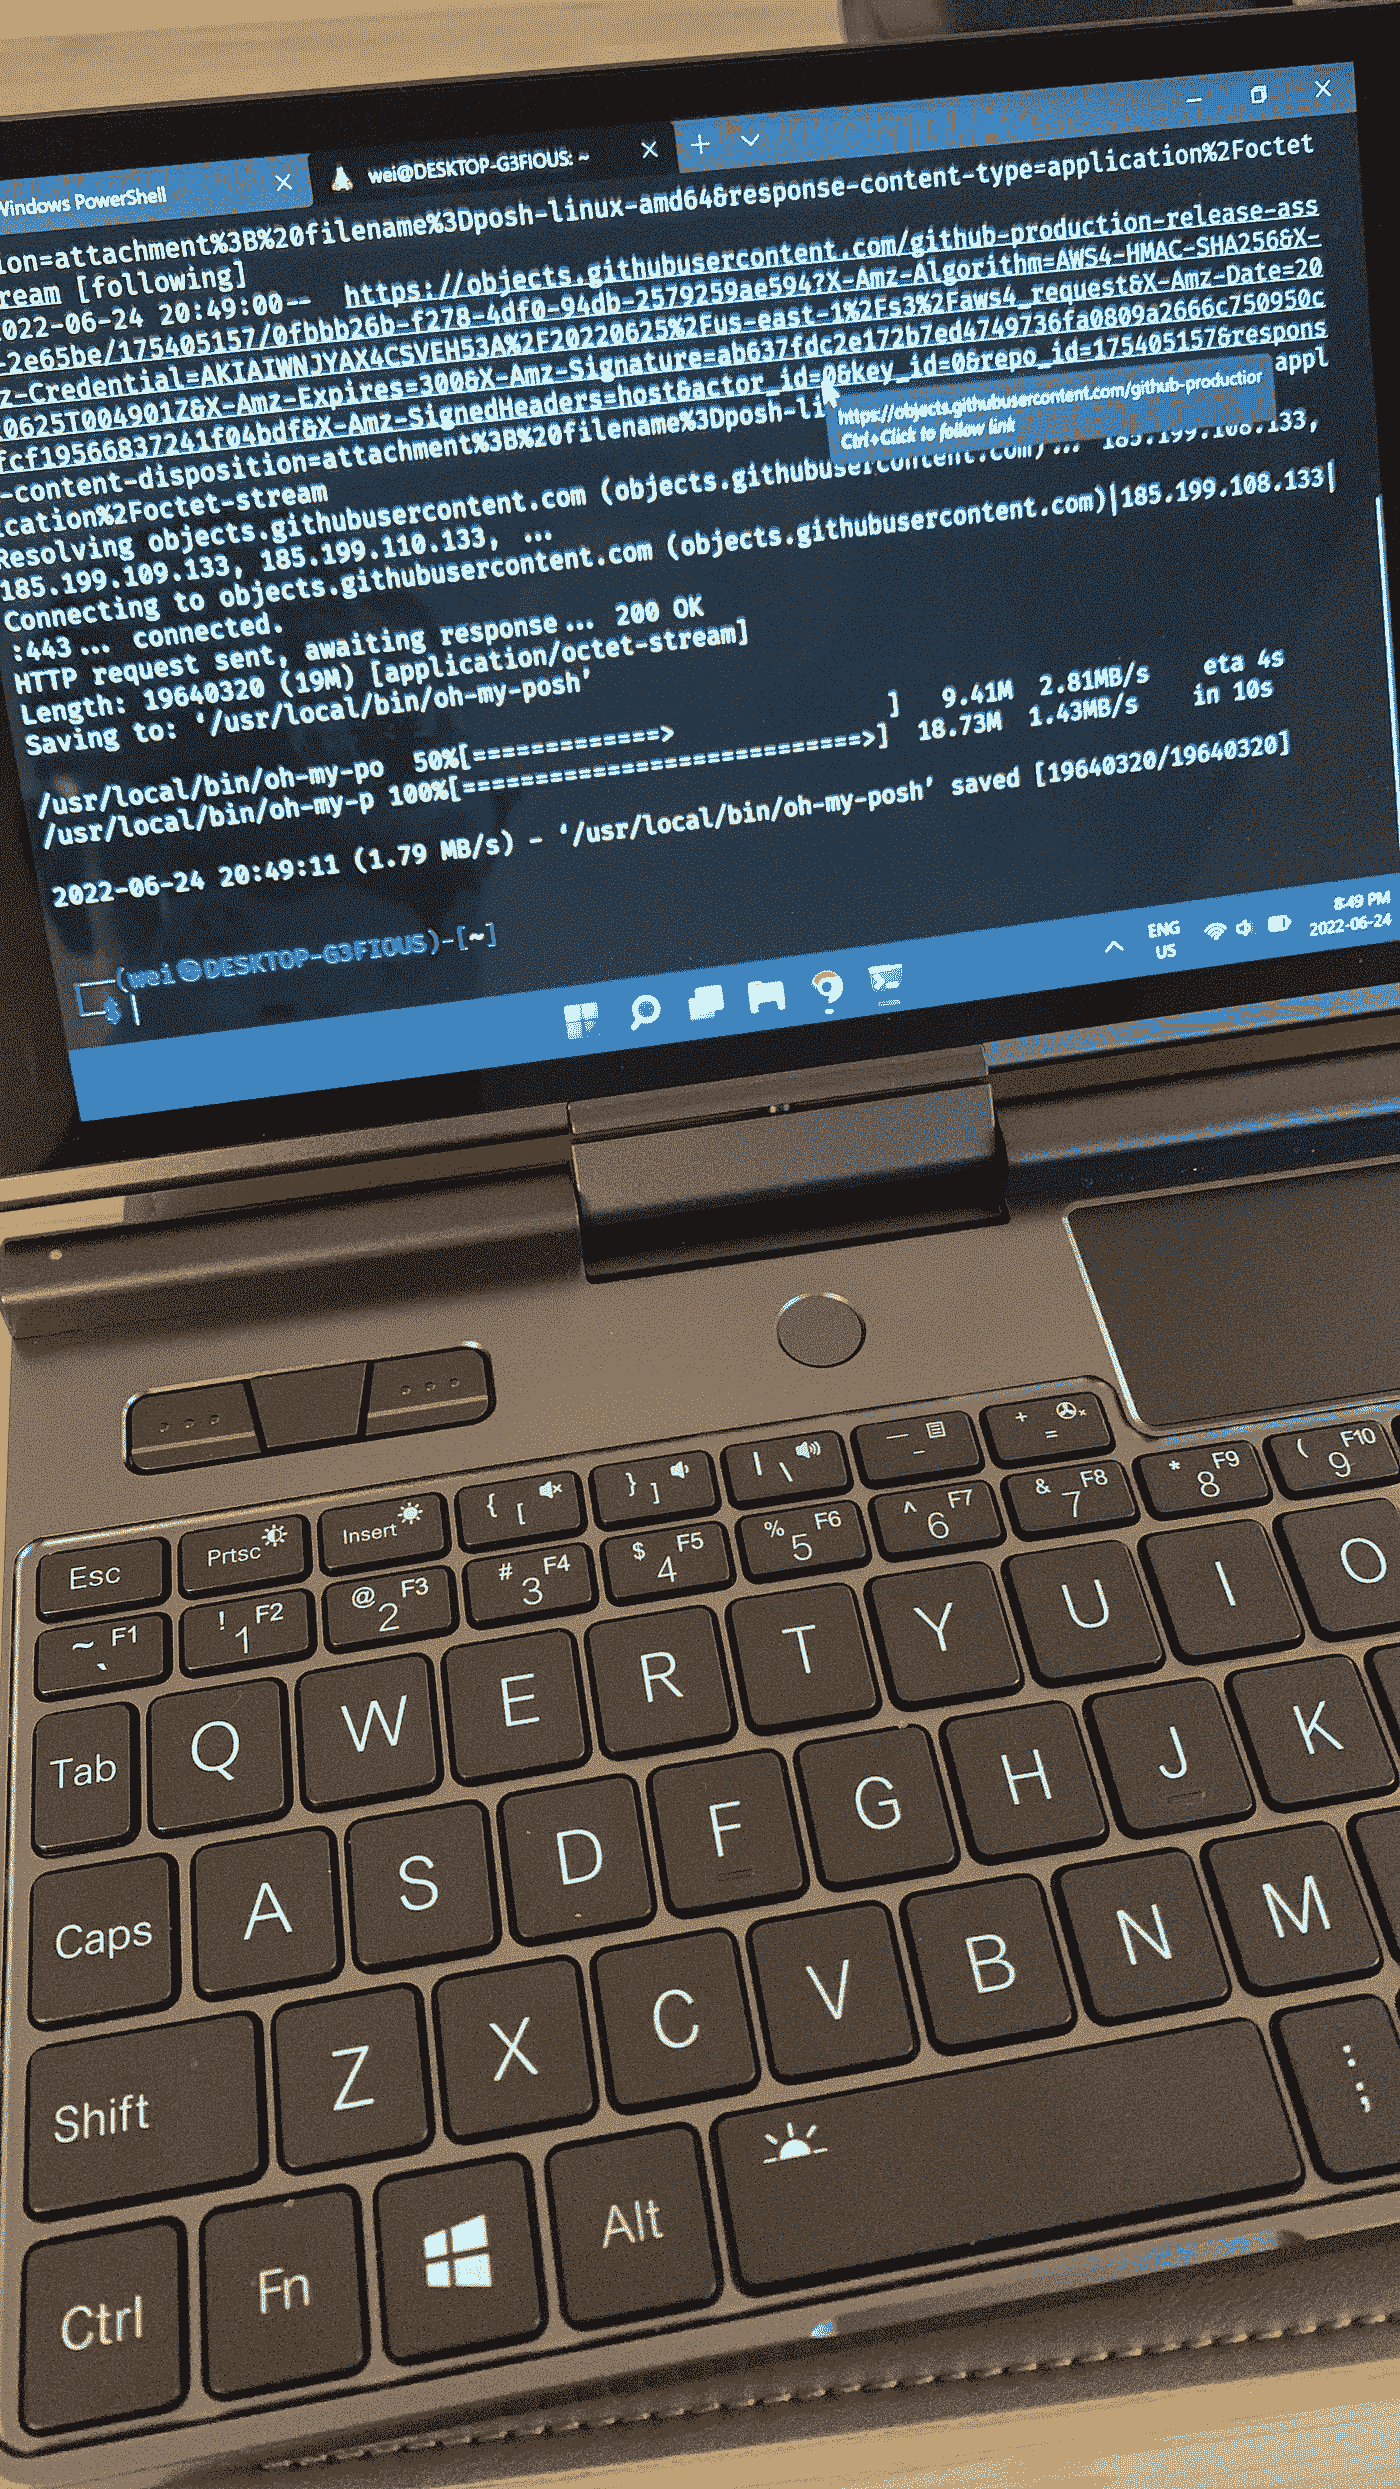 Windows PowerShell
wei@DESKTOP-G3FIOUS: ~
ion=attachment%3B%20filename%3Dposh-linux-amd64&response-content-type=application%2Foctet
ream [following]
022-06-24 20:49:00-- https://objects.githubusercontent.com/github-production-release-ass
-2e65be/175405157/0fbbb26b-f278-4df0-94db-2579259ae594?X-Amz-Algorithm=AWS4-HMAC-SHA256&X-
z-Credential=AKIAIWNJYAX4CSVEH53A%2F20220625%2Fus-east-1%2Fs3%2Faws4_request&X-Amz-Date=20
0625T004901Z&X-Amz-Expires=300&X-Amz-Signature=ab637fdc2e172b7ed4749736fa0809a2666c750950c
fcf19566837241f04bdf&X-Amz-SignedHeaders=host&actor_id=0&key_id=0&repo_id=175405157&respons
-content-disposition=attachment%3B%20filename%3Dposh-li appl
https://objects.githubusercontent.com/github-production
Ctrl+Click to follow link
cation%2Foctet-stream
Resolving objects.githubusercontent.com (objects.githubusercontent.com)... 185.199.108.133,
185.199.109.133, 185.199.110.133, ...
Connecting to objects.githubusercontent.com (objects.githubusercontent.com)|185.199.108.133|
:443... connected.
HTTP request sent, awaiting response... 200 OK
Length: 19640320 (19M) [application/octet-stream]
Saving to: '/usr/local/bin/oh-my-posh'
/usr/local/bin/oh-my-po 50%[=============> ] 9.41M 2.81MB/s eta 4s
/usr/local/bin/oh-my-p 100%[===========================>] 18.73M 1.43MB/s in 10s
2022-06-24 20:49:11 (1.79 MB/s) - '/usr/local/bin/oh-my-posh' saved [19640320/19640320]
(wei㉿DESKTOP-G3FIOUS)-[~]
ENG
US
8:49 PM
2022-06-24
Esc Prtsc Insert { [ } ] | \ — _ + =
~ ` F1 ! 1 F2 @ 2 F3 # 3 F4 $ 4 F5 % 5 F6 ^ 6 F7 & 7 F8 * 8 F9 ( 9 F10
Tab Q W E R T Y U I O
Caps A S D F G H J K
Shift Z X C V B N M
Ctrl Fn Alt : ;